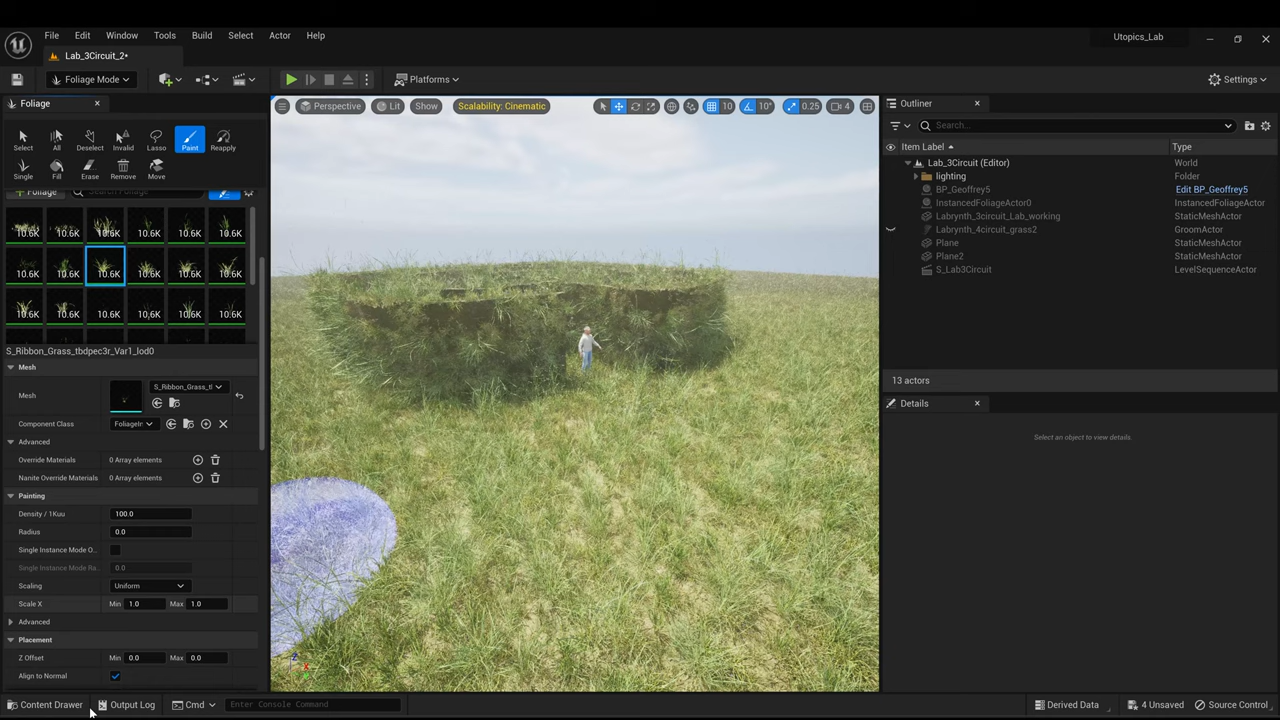 File Edit Window Tools Build Select Actor Help
Utopics_Lab
Lab_3Circuit_2*
Foliage Mode
Platforms
Settings
Foliage
Perspective
Lit
Show
Scalability: Cinematic
10
10°
0.25
4
Outliner
Search...
Select All Deselect Invalid Lasso Paint Reapply
Item Label
Type
Single Fill Erase Remove Move
Lab_3Circuit (Editor)
World
lighting
Folder
Foliage
Search Foliage
BP_Geoffrey5
Edit BP_Geoffrey5
InstancedFoliageActor0
InstancedFoliageActor
Labrynth_3circuit_Lab_working
StaticMeshActor
Labrynth_4circuit_grass2
GroomActor
Plane
StaticMeshActor
Plane2
StaticMeshActor
S_Lab3Circuit
LevelSequenceActor
10.6K 10.6K 10.6K 10.6K 10.6K
10.6K 10.6K 10.6K 10.6K 10.6K
10.6K 10.6K 10.6K 10.6K 10.6K
S_Ribbon_Grass_tbdpec3r_Var1_lod0
Mesh
Mesh
S_Ribbon_Grass_tl
13 actors
Details
Component Class
FoliageIr
Select an object to view details.
Advanced
Override Materials
0 Array elements
Nanite Override Materials
0 Array elements
Painting
Density / 1Kuu
100.0
Radius
0.0
Single Instance Mode O...
Single Instance Mode Ra...
0.0
Scaling
Uniform
Scale X
Min 1.0 Max 1.0
Advanced
Placement
Z Offset
Min 0.0 Max 0.0
Align to Normal
Content Drawer
Output Log
Cmd
Enter Console Command
Derived Data
4 Unsaved
Source Control